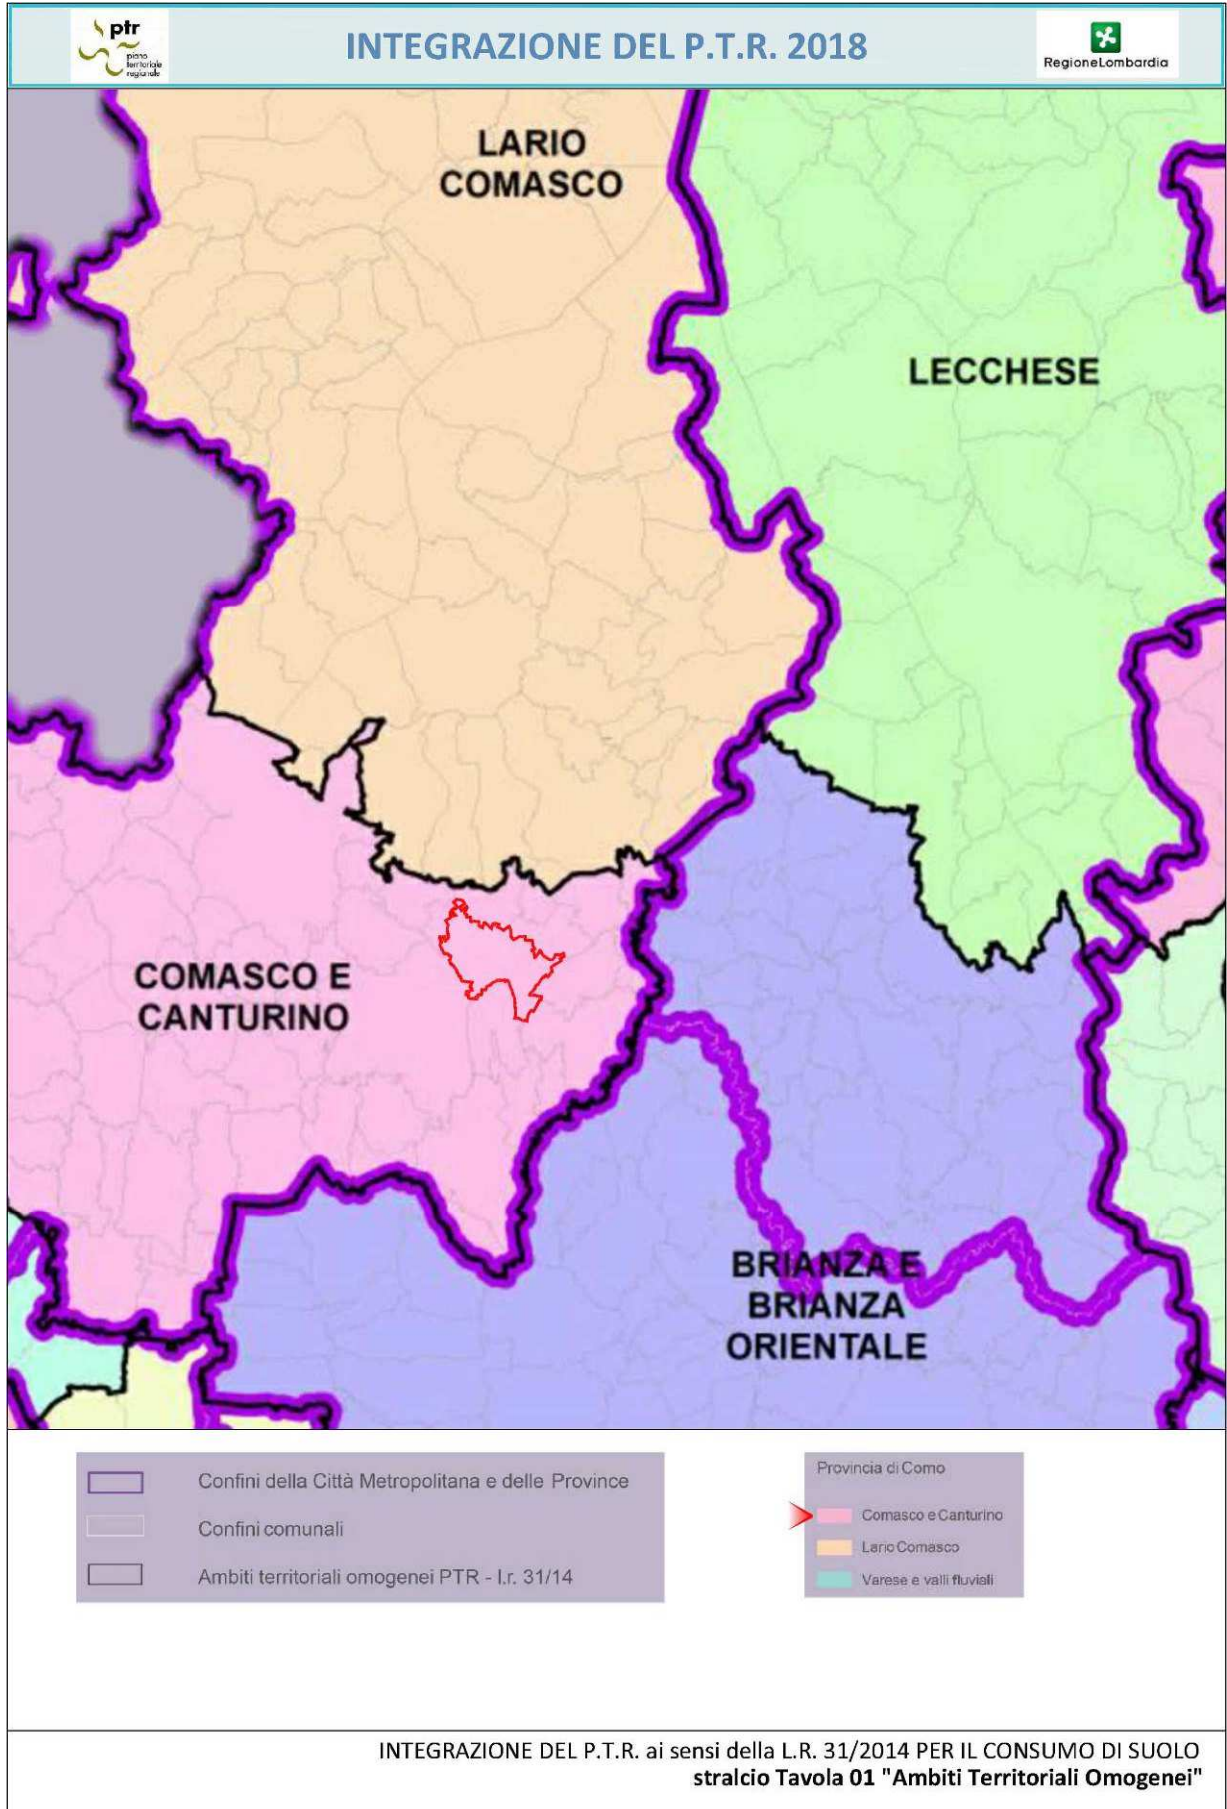 ptr
piano
territoriale
regionale
INTEGRAZIONE DEL P.T.R. 2018
RegioneLombardia
LARIO
COMASCO
LECCHESE
COMASCO E
CANTURINO
BRIANZA E
BRIANZA
ORIENTALE
Confini della Città Metropolitana e delle Province
Confini comunali
Ambiti territoriali omogenei PTR - l.r. 31/14
Provincia di Como
Comasco e Canturino
Lario Comasco
Varese e valli fluviali
INTEGRAZIONE DEL P.T.R. ai sensi della L.R. 31/2014 PER IL CONSUMO DI SUOLO
stralcio Tavola 01 "Ambiti Territoriali Omogenei"